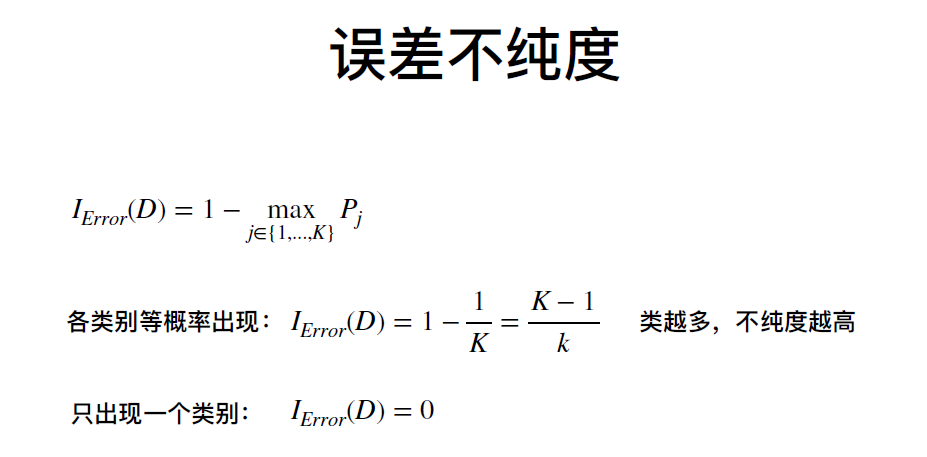 误差不纯度
I_{Error}(D) = 1 − \max_{j∈{1,...,K}} P_j
各类别等概率出现： I_{Error}(D) = 1 − \frac{1}{K} = \frac{K − 1}{k} 类越多，不纯度越高
只出现一个类别： I_{Error}(D) = 0